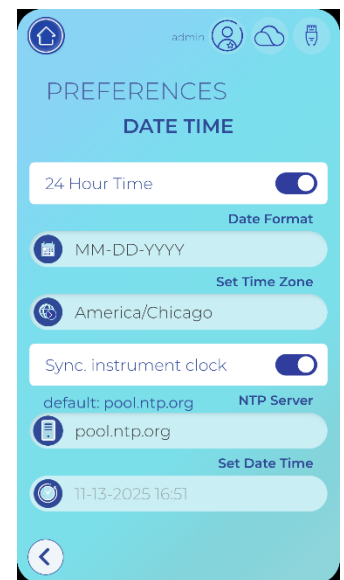 admin
PREFERENCES
DATE TIME
24 Hour Time
Date Format
MM-DD-YYYY
Set Time Zone
America/Chicago
Sync. instrument clock
default: pool.ntp.org NTP Server
pool.ntp.org
Set Date Time
11-13-2025 16:51